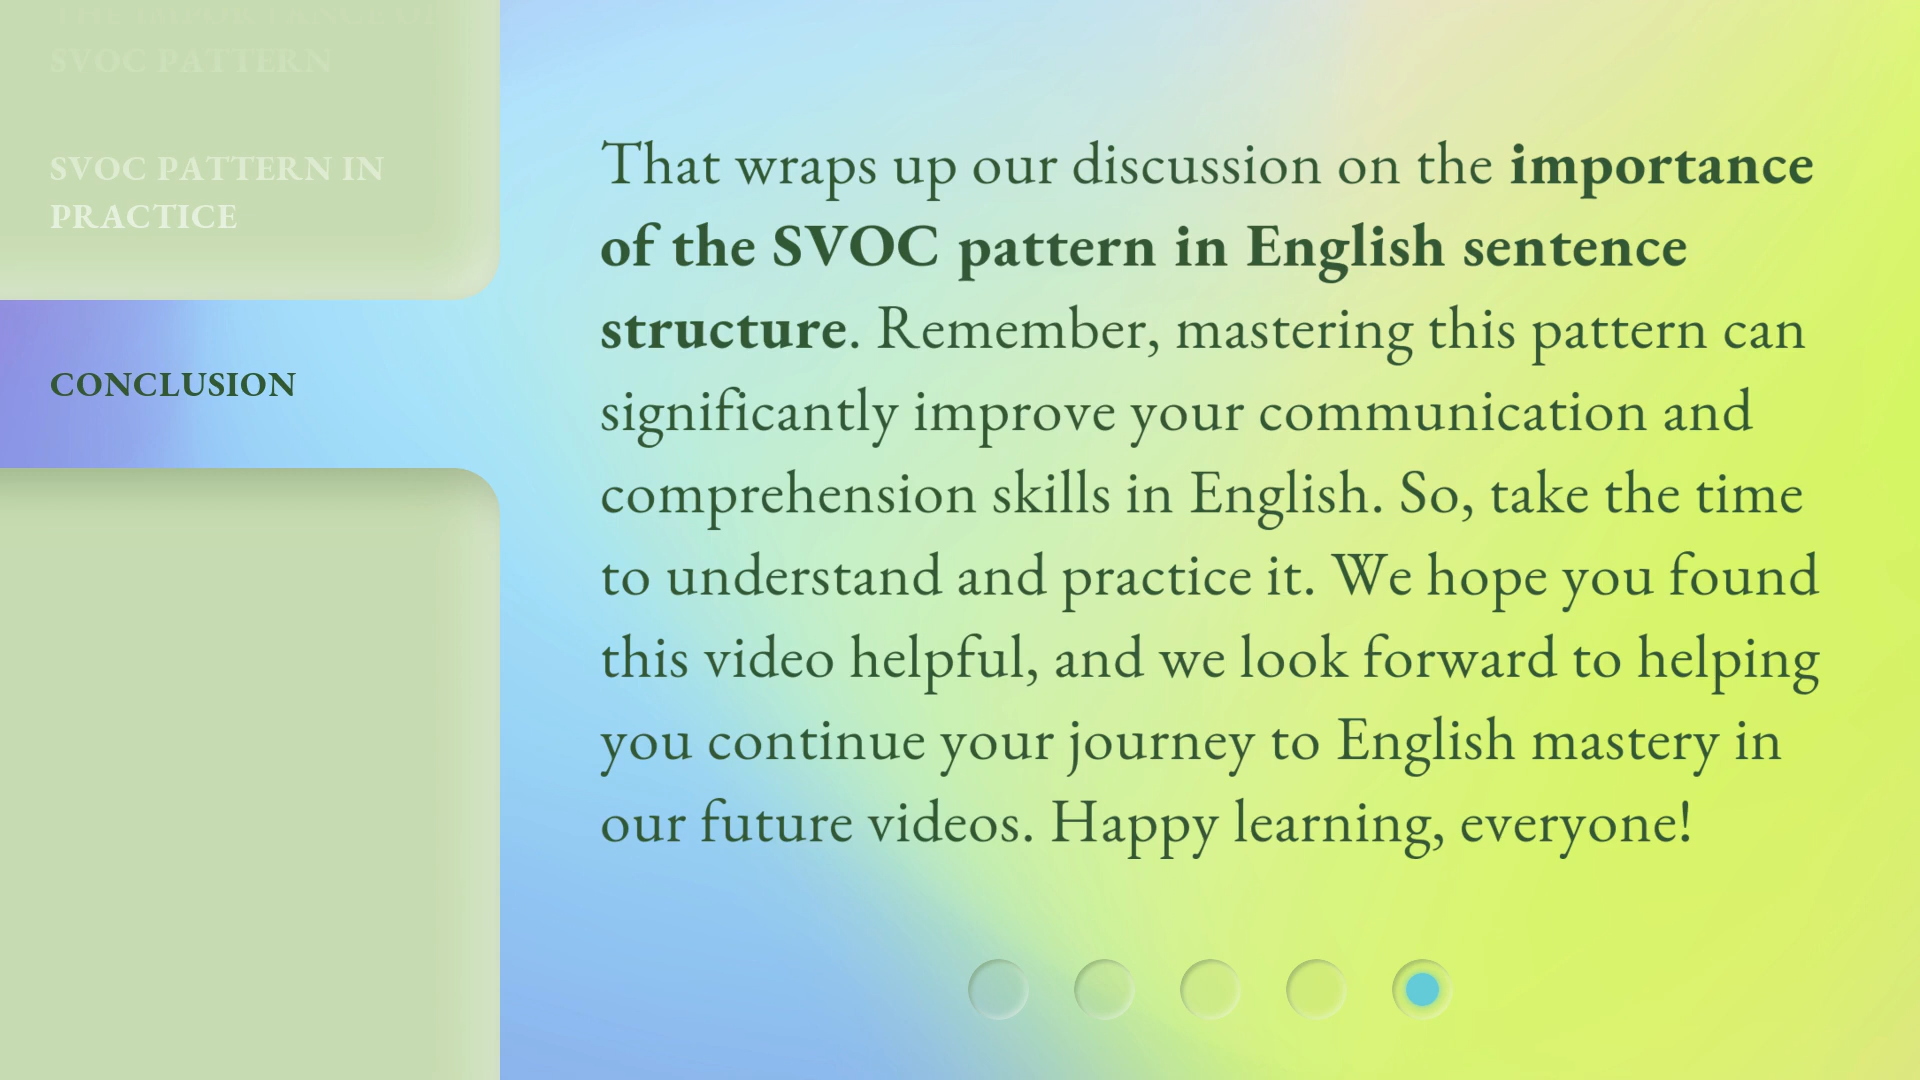 THE IMPORTANCE OF
SVOC PATTERN
SVOC PATTERN IN
PRACTICE
CONCLUSION
That wraps up our discussion on the importance
of the SVOC pattern in English sentence
structure. Remember, mastering this pattern can
significantly improve your communication and
comprehension skills in English. So, take the time
to understand and practice it. We hope you found
this video helpful, and we look forward to helping
you continue your journey to English mastery in
our future videos. Happy learning, everyone!